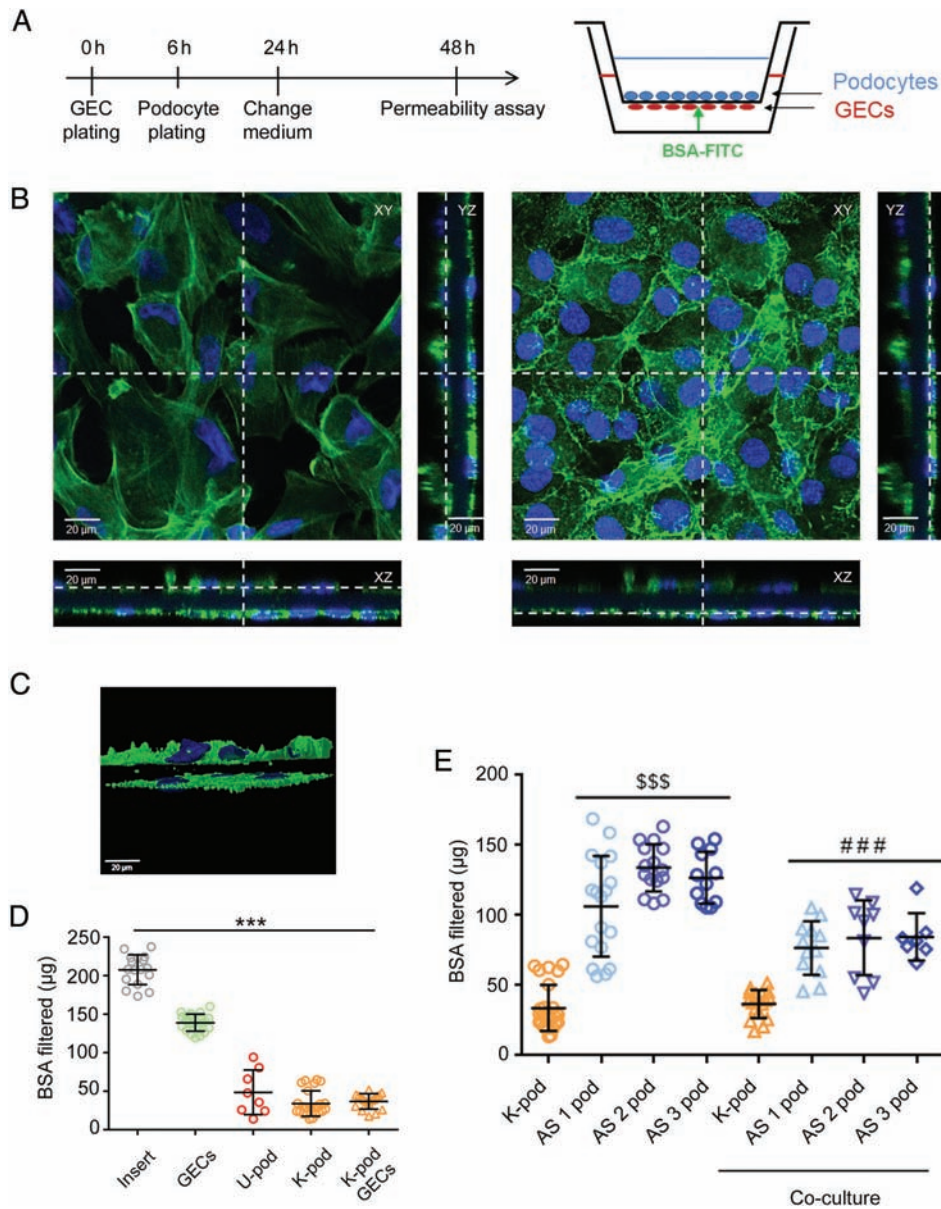 A
0h 6h 24h 48h
GEC plating
Podocyte plating
Change medium
Permeability assay
Podocytes
GECs
BSA-FITC
B
XY
YZ
XY
YZ
20 µm
20 µm
20 µm
20 µm
20 µm
XZ
20 µm
XZ
C
20 µm
D
***
BSA filtered (µg)
250
200
150
100
50
0
Insert
GECs
U-pod
K-pod
K-pod GECs
E
BSA filtered (µg)
200
150
100
50
0
$$$
###
K-pod
AS 1 pod
AS 2 pod
AS 3 pod
K-pod
AS 1 pod
AS 2 pod
AS 3 pod
Co-culture